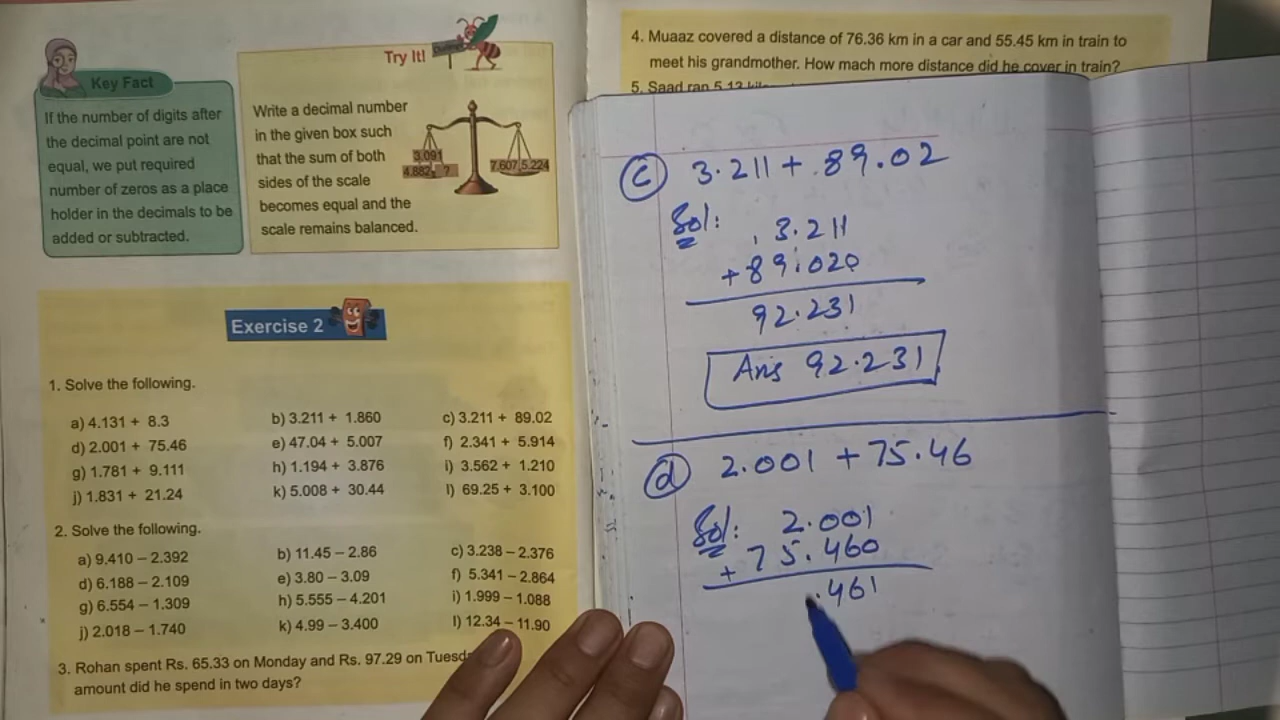 Key Fact
If the number of digits after
the decimal point are not
equal, we put required
number of zeros as a place
holder in the decimals to be
added or subtracted.
Try It!
Write a decimal number
in the given box such
that the sum of both
sides of the scale
becomes equal and the
scale remains balanced.
3.091
4.882, ?
7.607, 5.224
Exercise 2
1. Solve the following.
a) 4.131 + 8.3 b) 3.211 + 1.860 c) 3.211 + 89.02
d) 2.001 + 75.46 e) 47.04 + 5.007 f) 2.341 + 5.914
g) 1.781 + 9.111 h) 1.194 + 3.876 i) 3.562 + 1.210
j) 1.831 + 21.24 k) 5.008 + 30.44 l) 69.25 + 3.100
2. Solve the following.
a) 9.410 – 2.392 b) 11.45 – 2.86 c) 3.238 – 2.376
d) 6.188 – 2.109 e) 3.80 – 3.09 f) 5.341 – 2.864
g) 6.554 – 1.309 h) 5.555 – 4.201 i) 1.999 – 1.088
j) 2.018 – 1.740 k) 4.99 – 3.400 l) 12.34 – 11.90
3. Rohan spent Rs. 65.33 on Monday and Rs. 97.29 on
amount did he spend in two days?
4. Muaaz covered a distance of 76.36 km in a car and 55.45 km in train to
meet his grandmother. How mach more distance did he cover in train?
5. Saad ran 5.12
c 3.211 + 89.02
Sol:
1 3.211
+ 89.020
92.231
Ans 92.231
d 2.001 + 75.46
Sol: 2.001
+ 75.460
.461